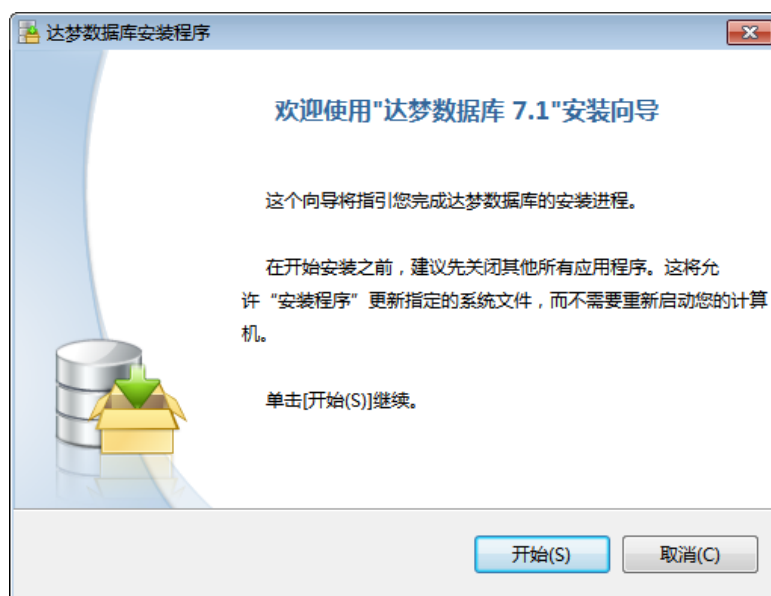 达梦数据库安装程序
欢迎使用"达梦数据库 7.1"安装向导
这个向导将指引您完成达梦数据库的安装进程。
在开始安装之前，建议先关闭其他所有应用程序。这将允
许“安装程序”更新指定的系统文件，而不需要重新启动您的计算
机。
单击[开始(S)]继续。
开始(S)
取消(C)